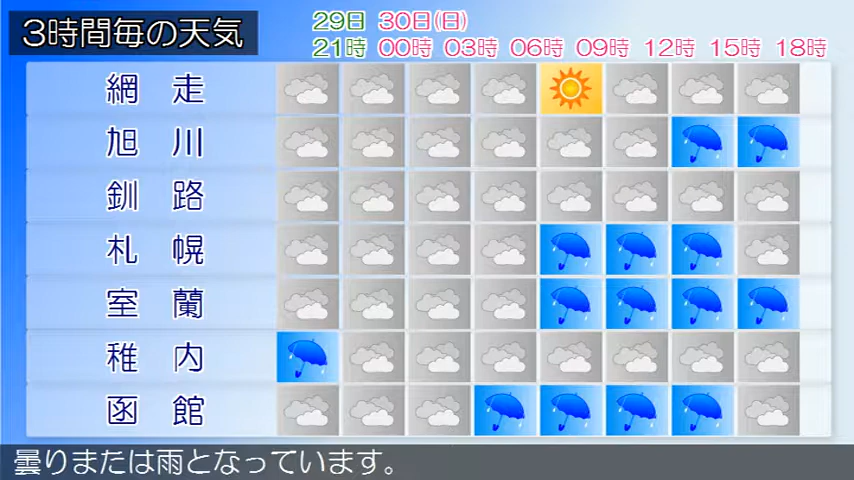 3時間毎の天気
29日 30日(日)
21時 00時 03時 06時 09時 12時 15時 18時
網走
旭川
釧路
札幌
室蘭
稚内
函館
曇りまたは雨となっています。